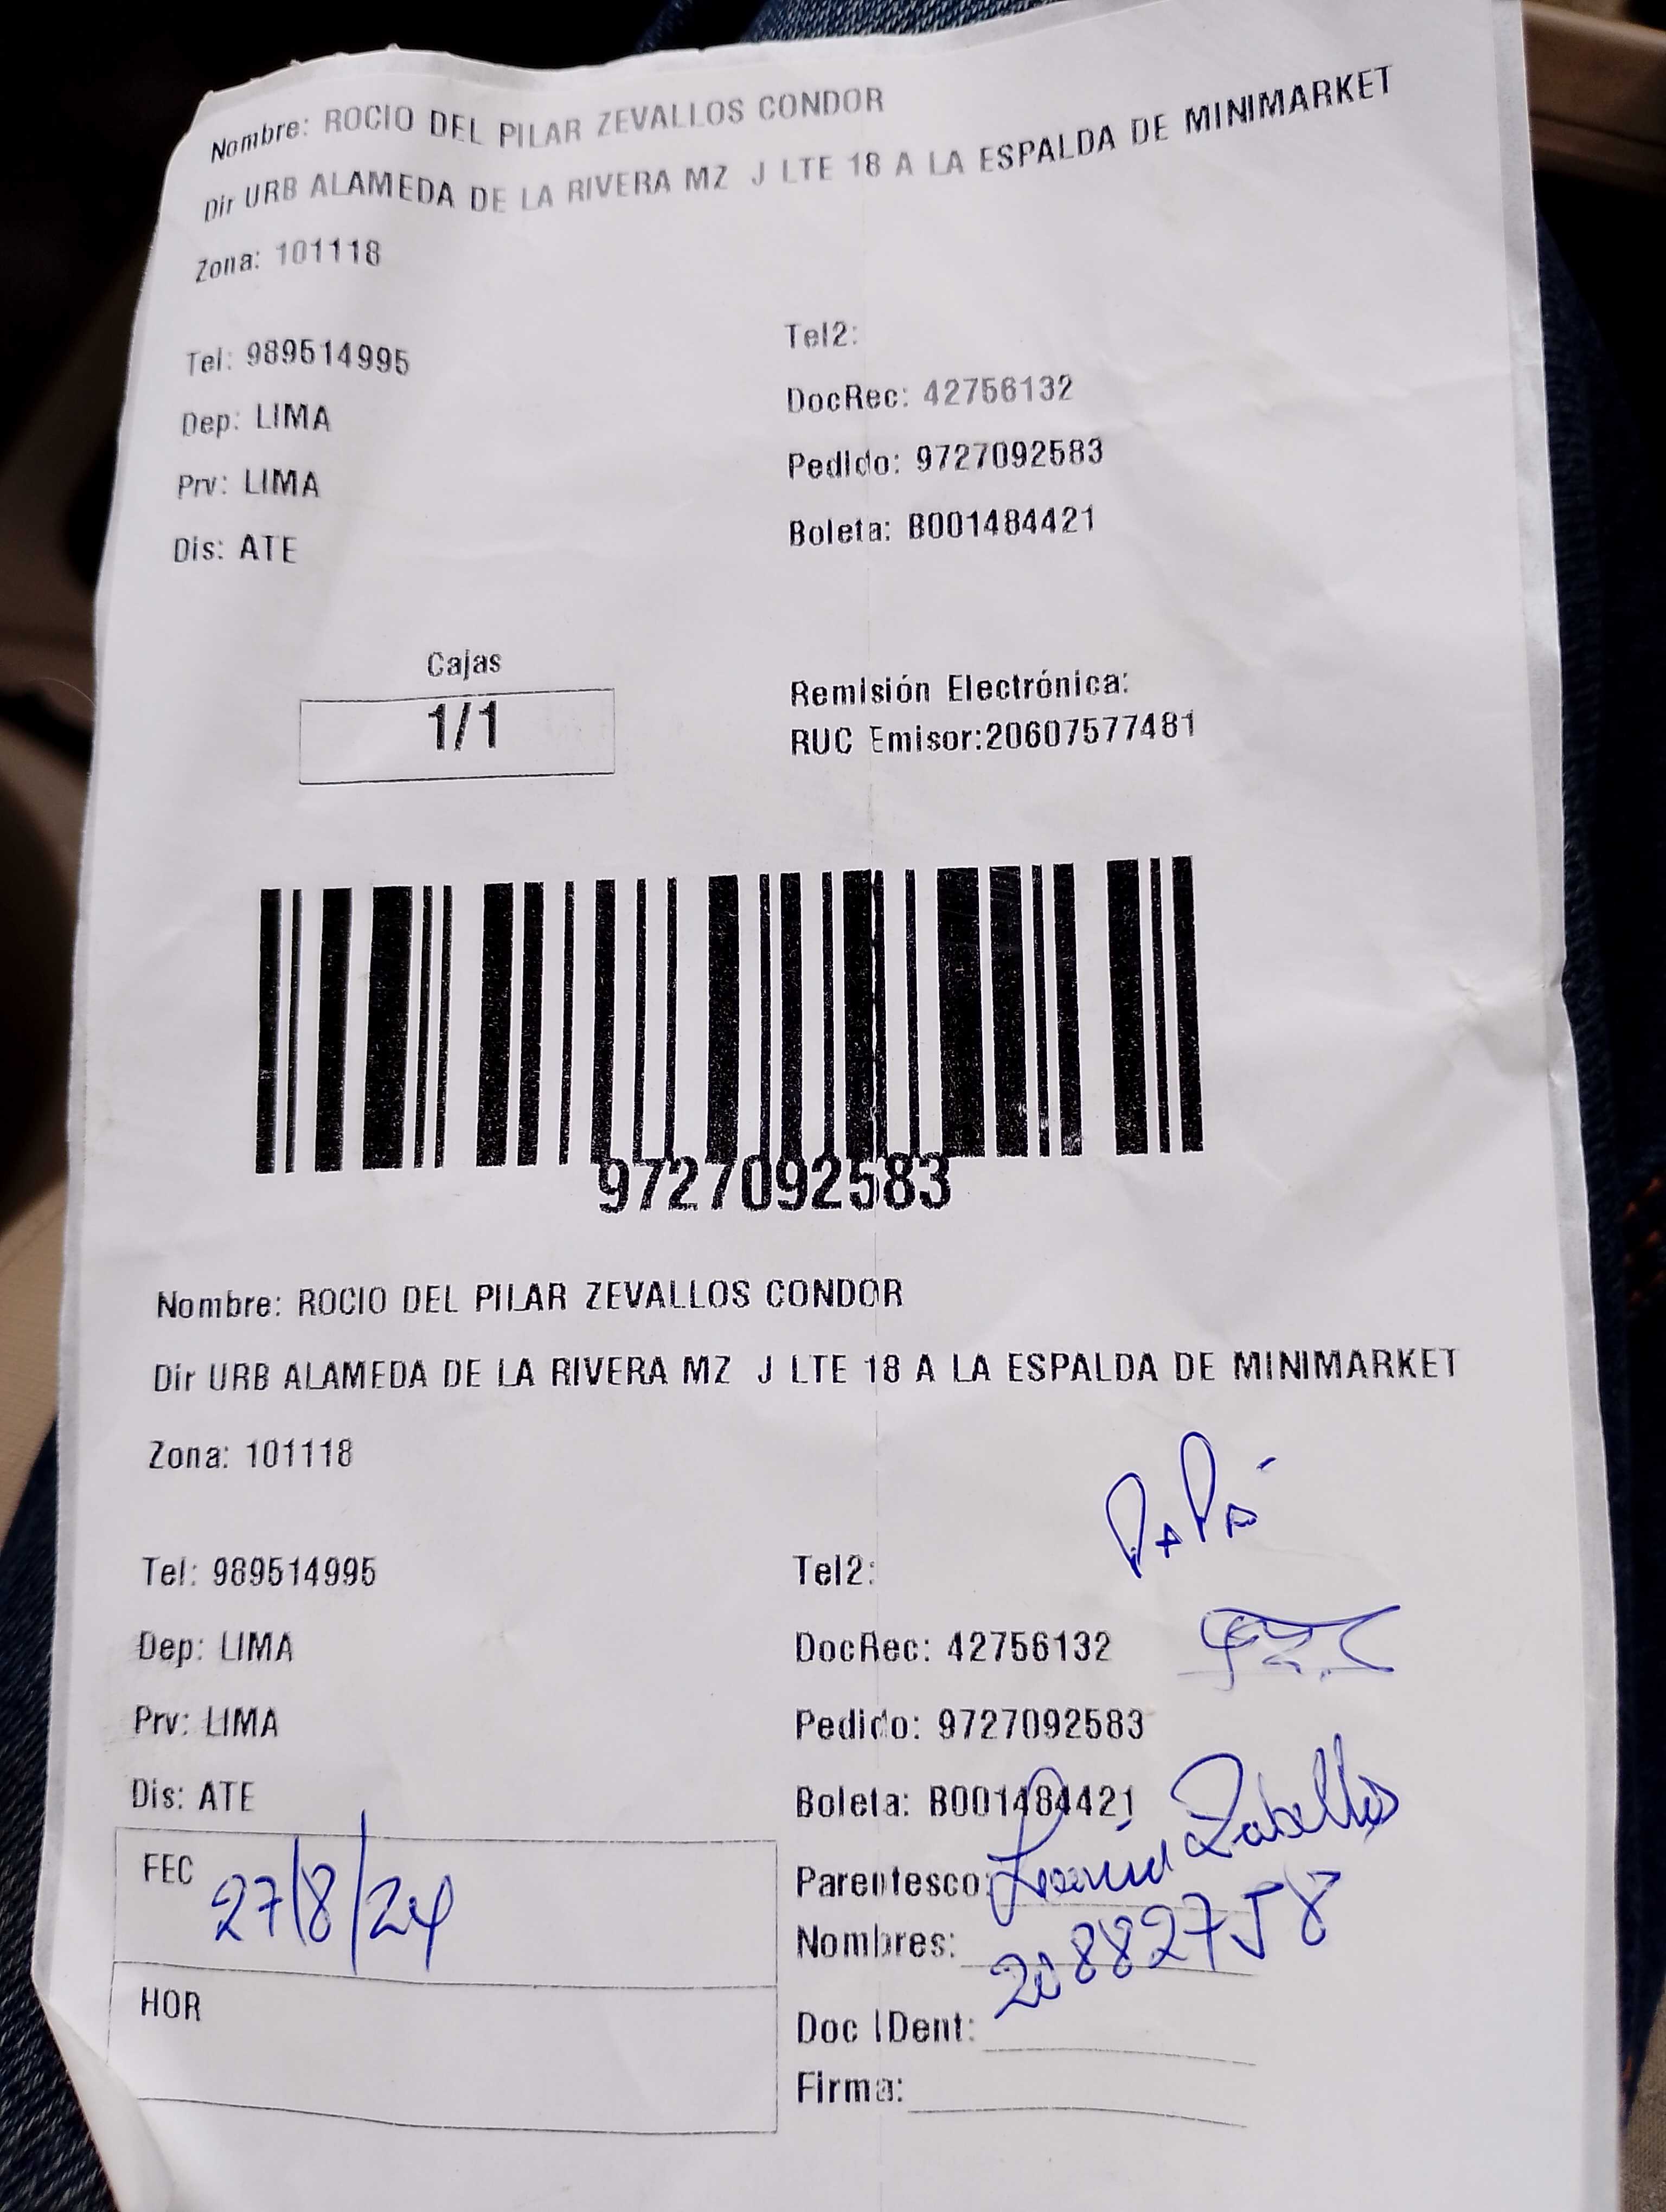 Nombre: ROCIO DEL PILAR ZEVALLOS CONDOR
Dir URB ALAMEDA DE LA RIVERA MZ J LTE 18 A LA ESPALDA DE MINIMARKET
Zona: 101118
Tel: 989514995
Tel2:
DocRec: 42756132
Dep: LIMA
Pedido: 9727092583
Prv: LIMA
Boleta: B001484421
Dis: ATE
Cajas
1/1
Remisión Electrónica:
RUC Emisor:20607577481
9727092583
Nombre: ROCIO DEL PILAR ZEVALLOS CONDOR
Dir URB ALAMEDA DE LA RIVERA MZ J LTE 18 A LA ESPALDA DE MINIMARKET
Zona: 101118
PAPÁ
Tel: 989514995
Tel2:
Dep: LIMA
DocRec: 42756132
Prv: LIMA
Pedido: 9727092583
Dis: ATE
Boleta: B001484421
FEC 27/8/24
Parentesco: Zaballos
Nombres: 20882758
HOR
Doc IDent:
Firma: